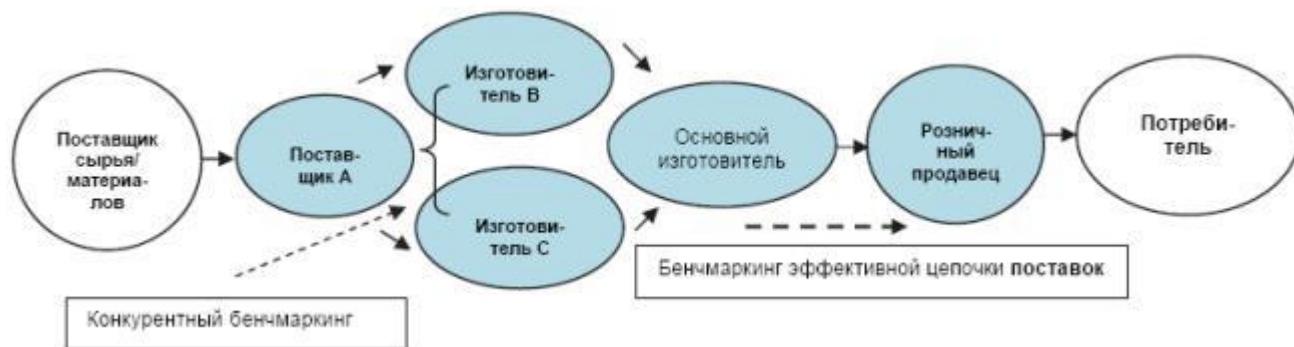 Поставщик
сырья/
материа-
лов
Постав-
щик А
Изготови-
тель В
Изготови-
тель С
Основной
изготовитель
Рознич-
ный
продавец
Потреби-
тель
Конкурентный бенчмаркинг
Бенчмаркинг эффективной цепочки поставок